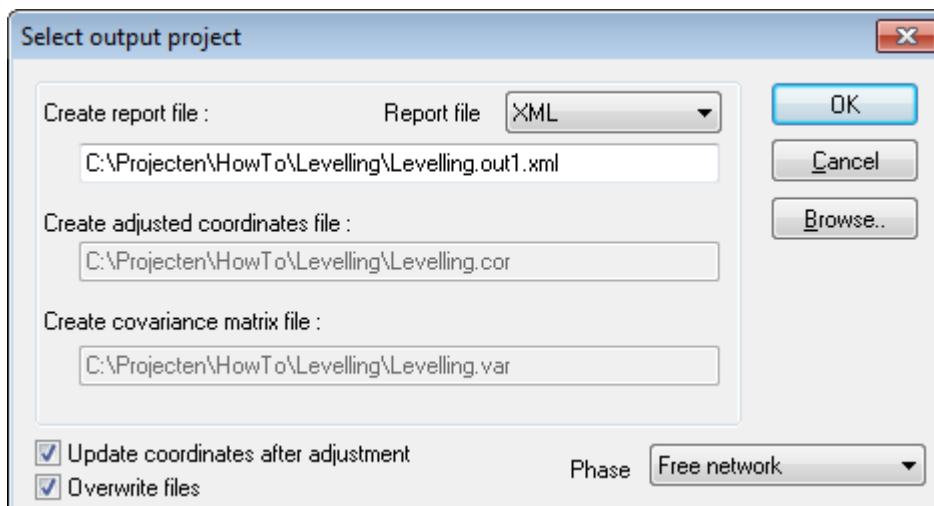 Select output project
Create report file : Report file XML
C:\Projecten\HowTo\Levelling\Levelling.out1.xml
Create adjusted coordinates file :
C:\Projecten\HowTo\Levelling\Levelling.cor
Create covariance matrix file :
C:\Projecten\HowTo\Levelling\Levelling.var
OK
Cancel
Browse..
Update coordinates after adjustment
Overwrite files
Phase Free network